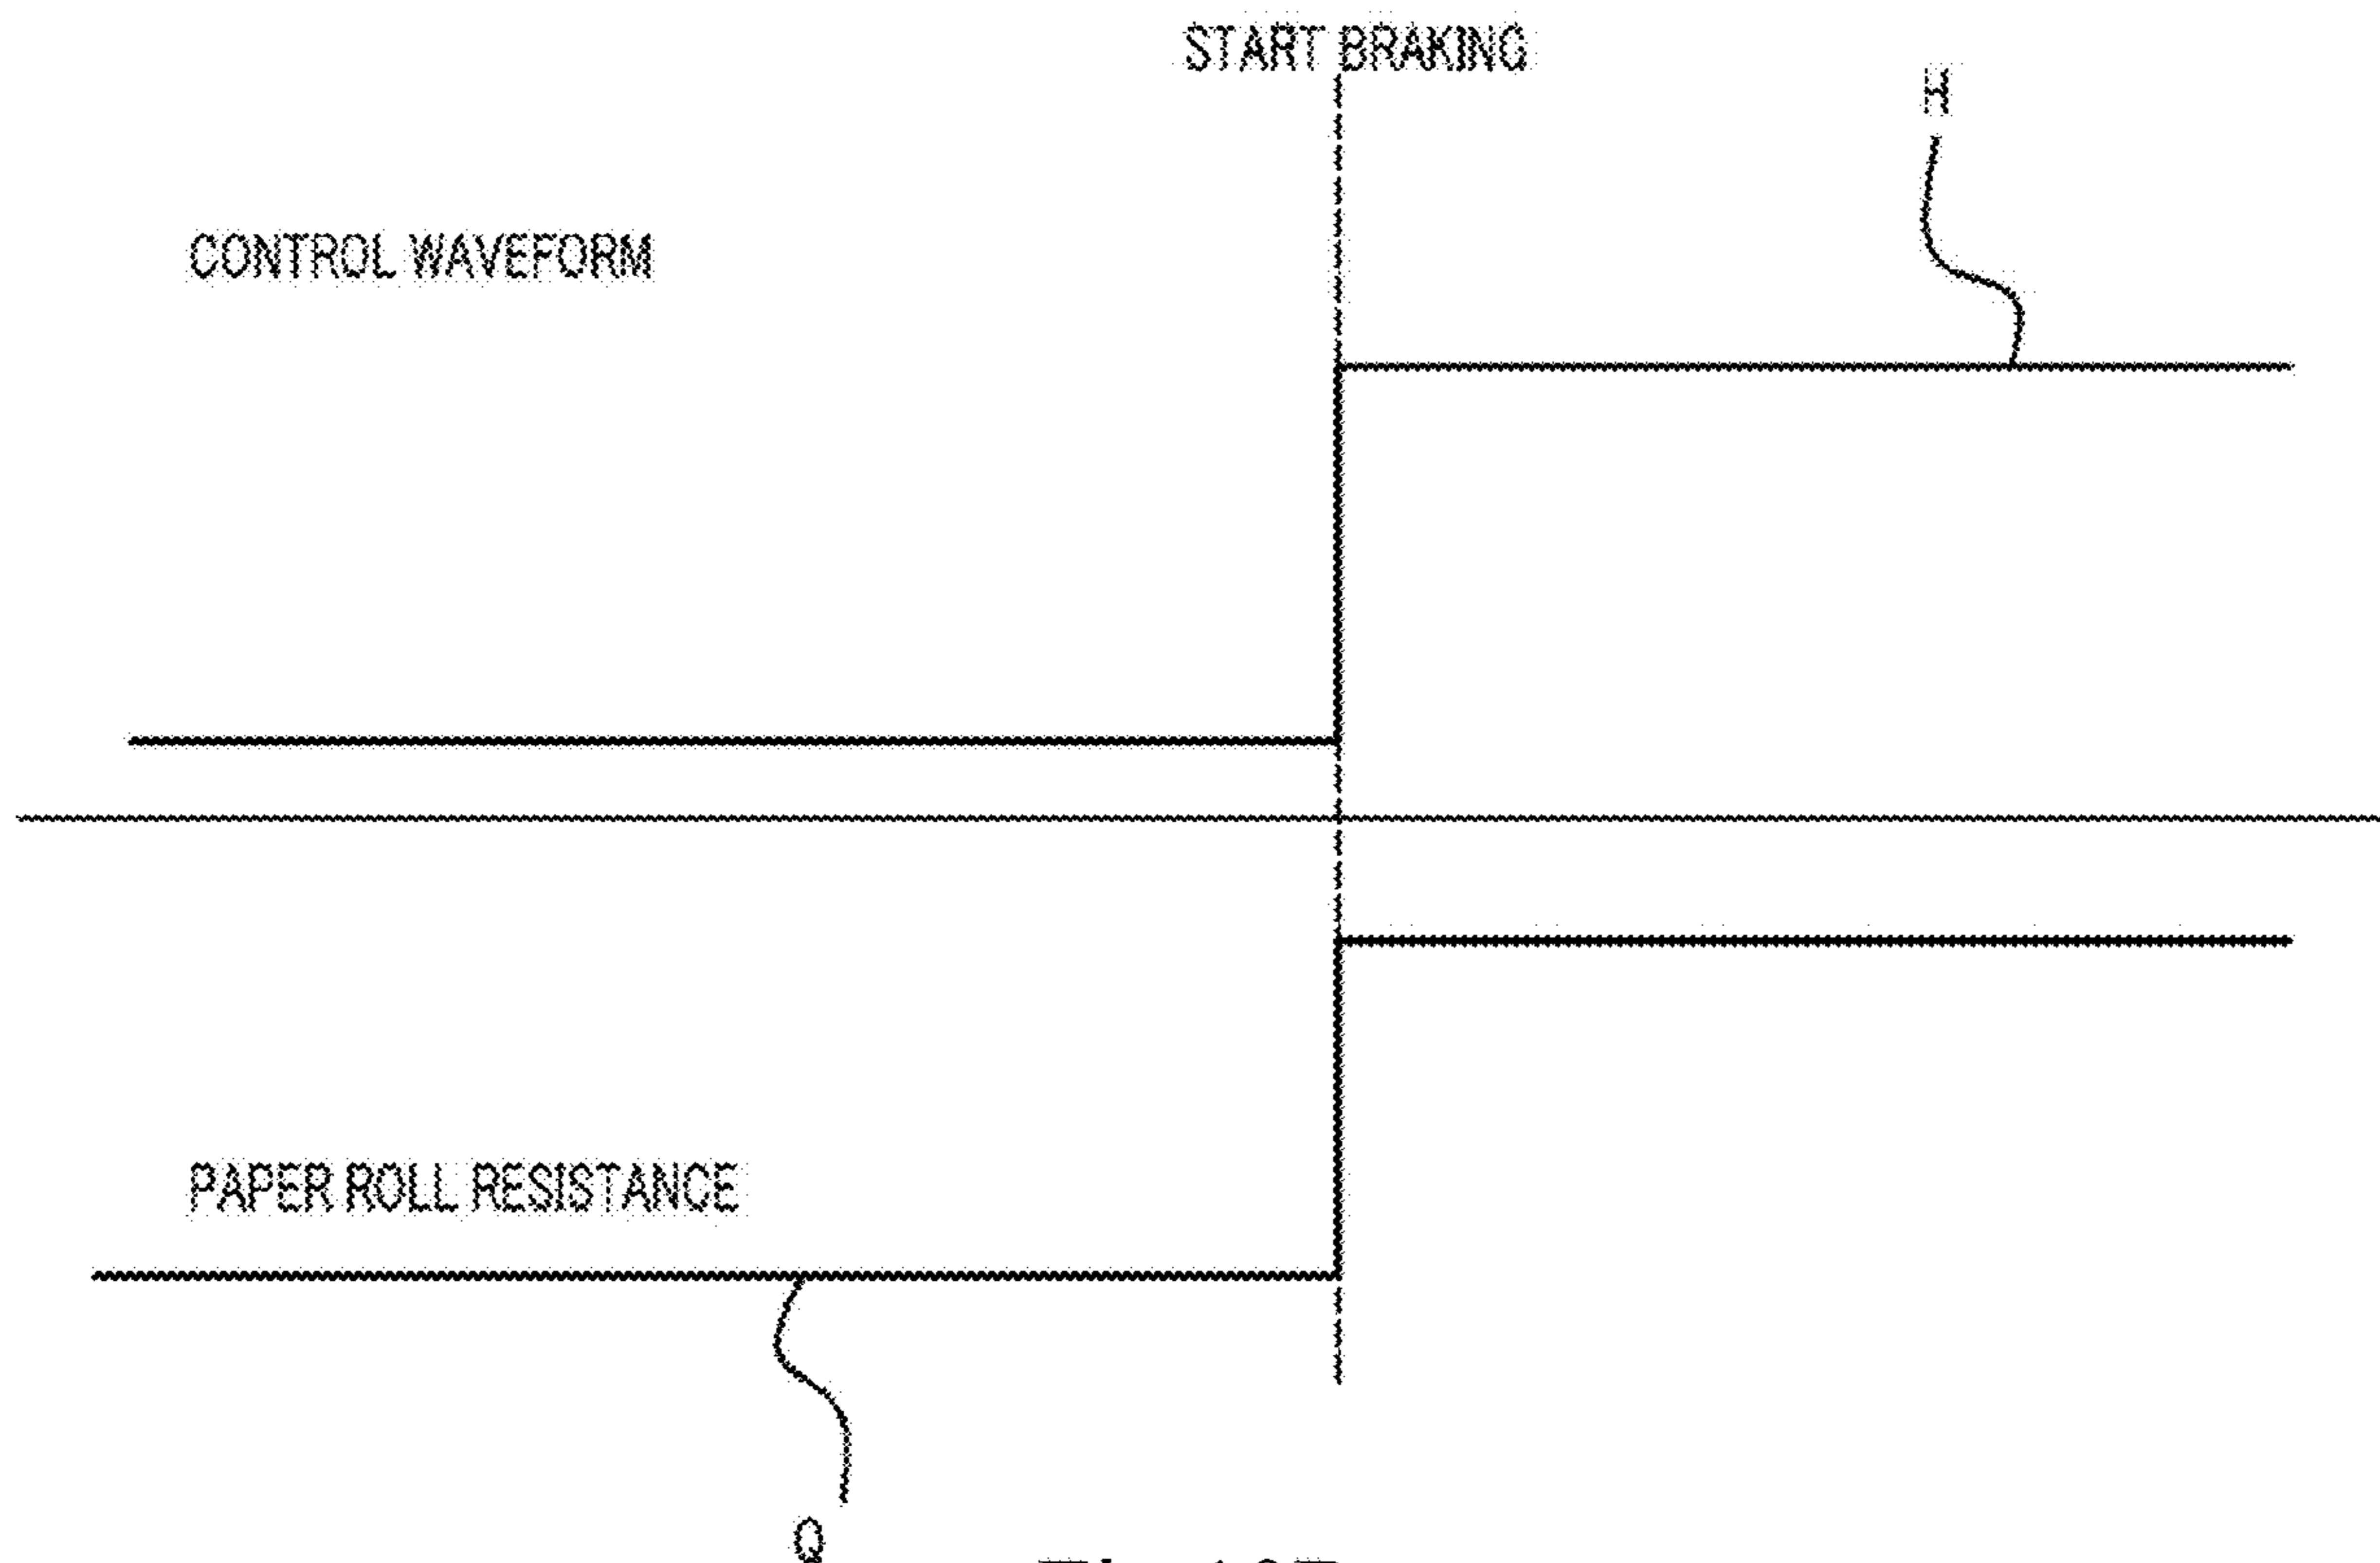 START BRAKING
H
CONTROL WAVEFORM
PAPER ROLL RESISTANCE
Q